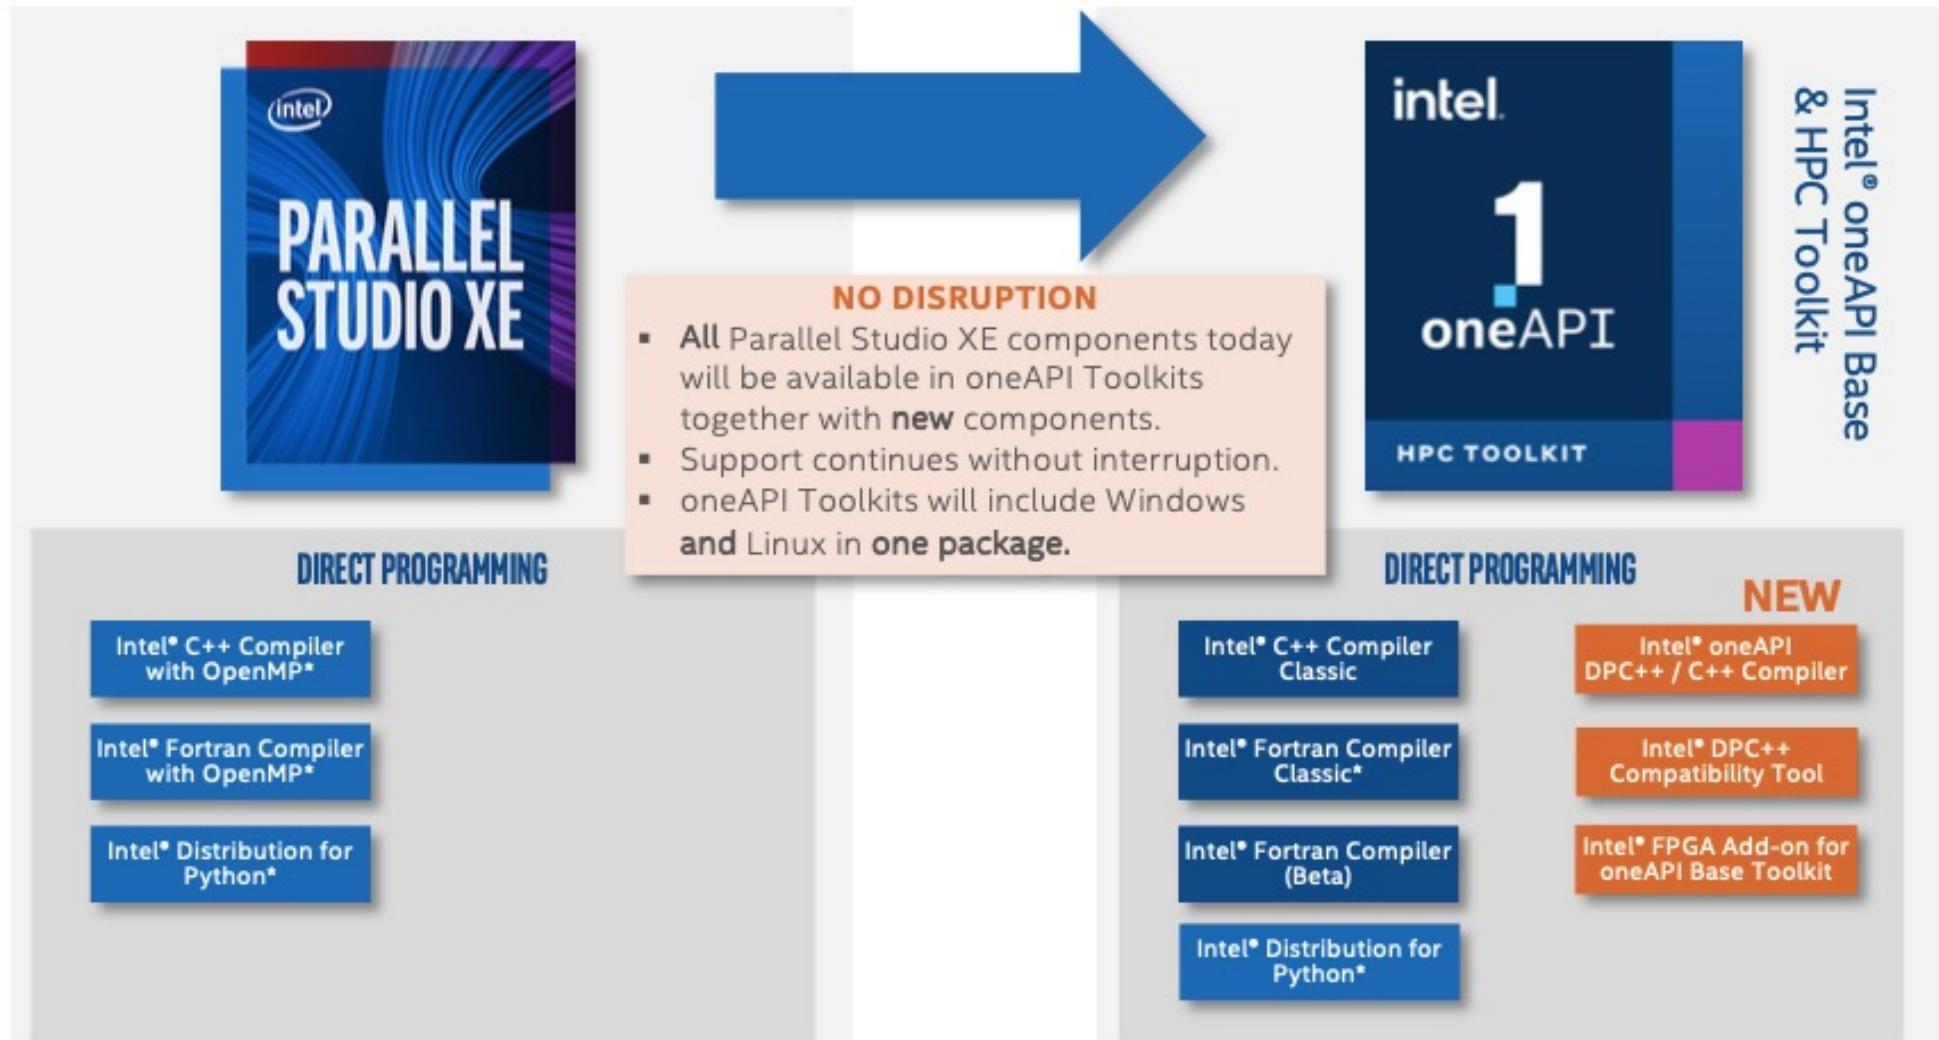 intel
PARALLEL
STUDIO XE
intel.
1
oneAPI
HPC TOOLKIT
Intel® oneAPI Base
& HPC Toolkit
NO DISRUPTION
▪ All Parallel Studio XE components today
will be available in oneAPI Toolkits
together with new components.
▪ Support continues without interruption.
▪ oneAPI Toolkits will include Windows
and Linux in one package.
DIRECT PROGRAMMING
Intel® C++ Compiler
with OpenMP*
Intel® Fortran Compiler
with OpenMP*
Intel® Distribution for
Python*
DIRECT PROGRAMMING
Intel® C++ Compiler
Classic
Intel® Fortran Compiler
Classic*
Intel® Fortran Compiler
(Beta)
Intel® Distribution for
Python*
NEW
Intel® oneAPI
DPC++ / C++ Compiler
Intel® DPC++
Compatibility Tool
Intel® FPGA Add-on for
oneAPI Base Toolkit